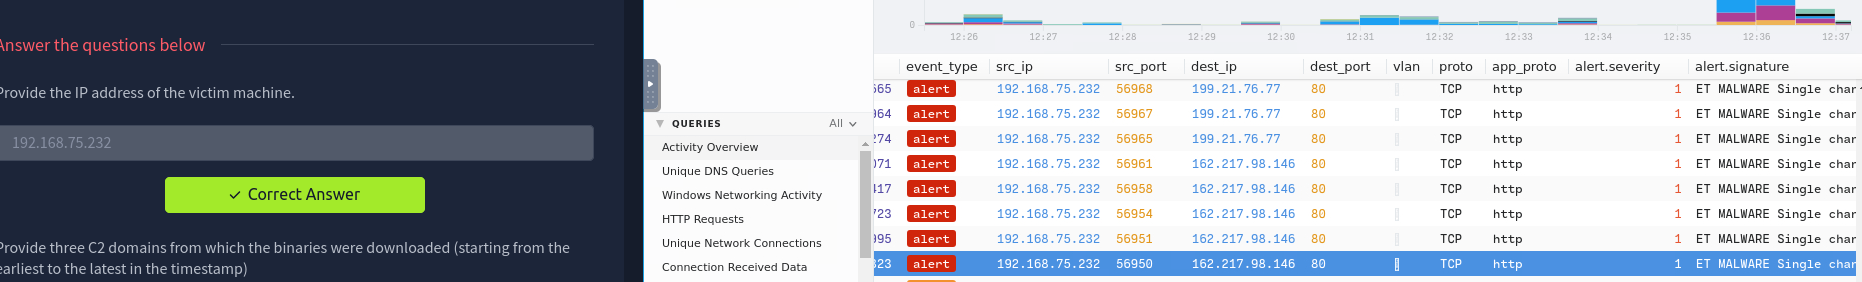 Answer the questions below
Provide the IP address of the victim machine.
192.168.75.232
✓ Correct Answer
Provide three C2 domains from which the binaries were downloaded (starting from the
earliest to the latest in the timestamp)
QUERIES All
Activity Overview
Unique DNS Queries
Windows Networking Activity
HTTP Requests
Unique Network Connections
Connection Received Data
0
12:26 12:27 12:28 12:29 12:30 12:31 12:32 12:33 12:34 12:35 12:36 12:37
event_type src_ip src_port dest_ip dest_port vlan proto app_proto alert.severity alert.signature
565 alert 192.168.75.232 56968 199.21.76.77 80 TCP http 1 ET MALWARE Single char
964 alert 192.168.75.232 56967 199.21.76.77 80 TCP http 1 ET MALWARE Single char
274 alert 192.168.75.232 56965 199.21.76.77 80 TCP http 1 ET MALWARE Single char
071 alert 192.168.75.232 56961 162.217.98.146 80 TCP http 1 ET MALWARE Single char
417 alert 192.168.75.232 56958 162.217.98.146 80 TCP http 1 ET MALWARE Single char
723 alert 192.168.75.232 56954 162.217.98.146 80 TCP http 1 ET MALWARE Single char
995 alert 192.168.75.232 56951 162.217.98.146 80 TCP http 1 ET MALWARE Single char
323 alert 192.168.75.232 56950 162.217.98.146 80 TCP http 1 ET MALWARE Single char